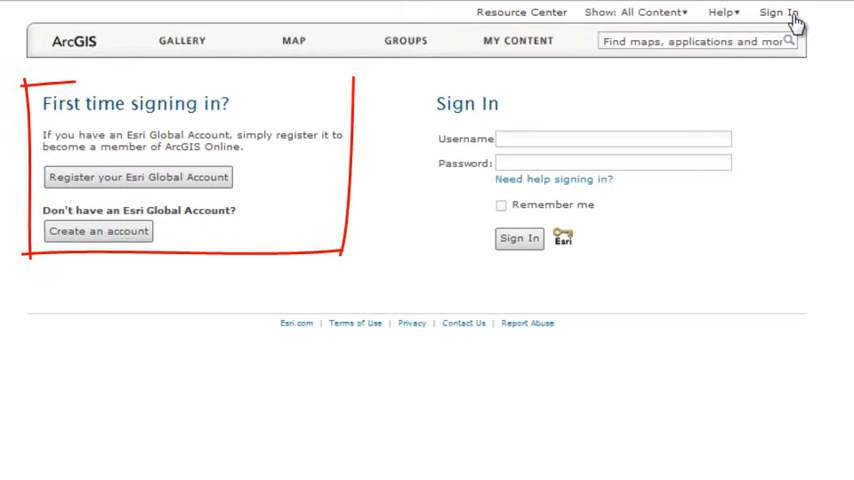 Resource Center Show: All Content▾ Help▾ Sign In
ArcGIS GALLERY MAP GROUPS MY CONTENT Find maps, applications and mor
First time signing in?
If you have an Esri Global Account, simply register it to
become a member of ArcGIS Online.
Register your Esri Global Account
Don't have an Esri Global Account?
Create an account
Sign In
Username
Password:
Need help signing in?
Remember me
Sign In Esri
Esri.com | Terms of Use | Privacy | Contact Us | Report Abuse